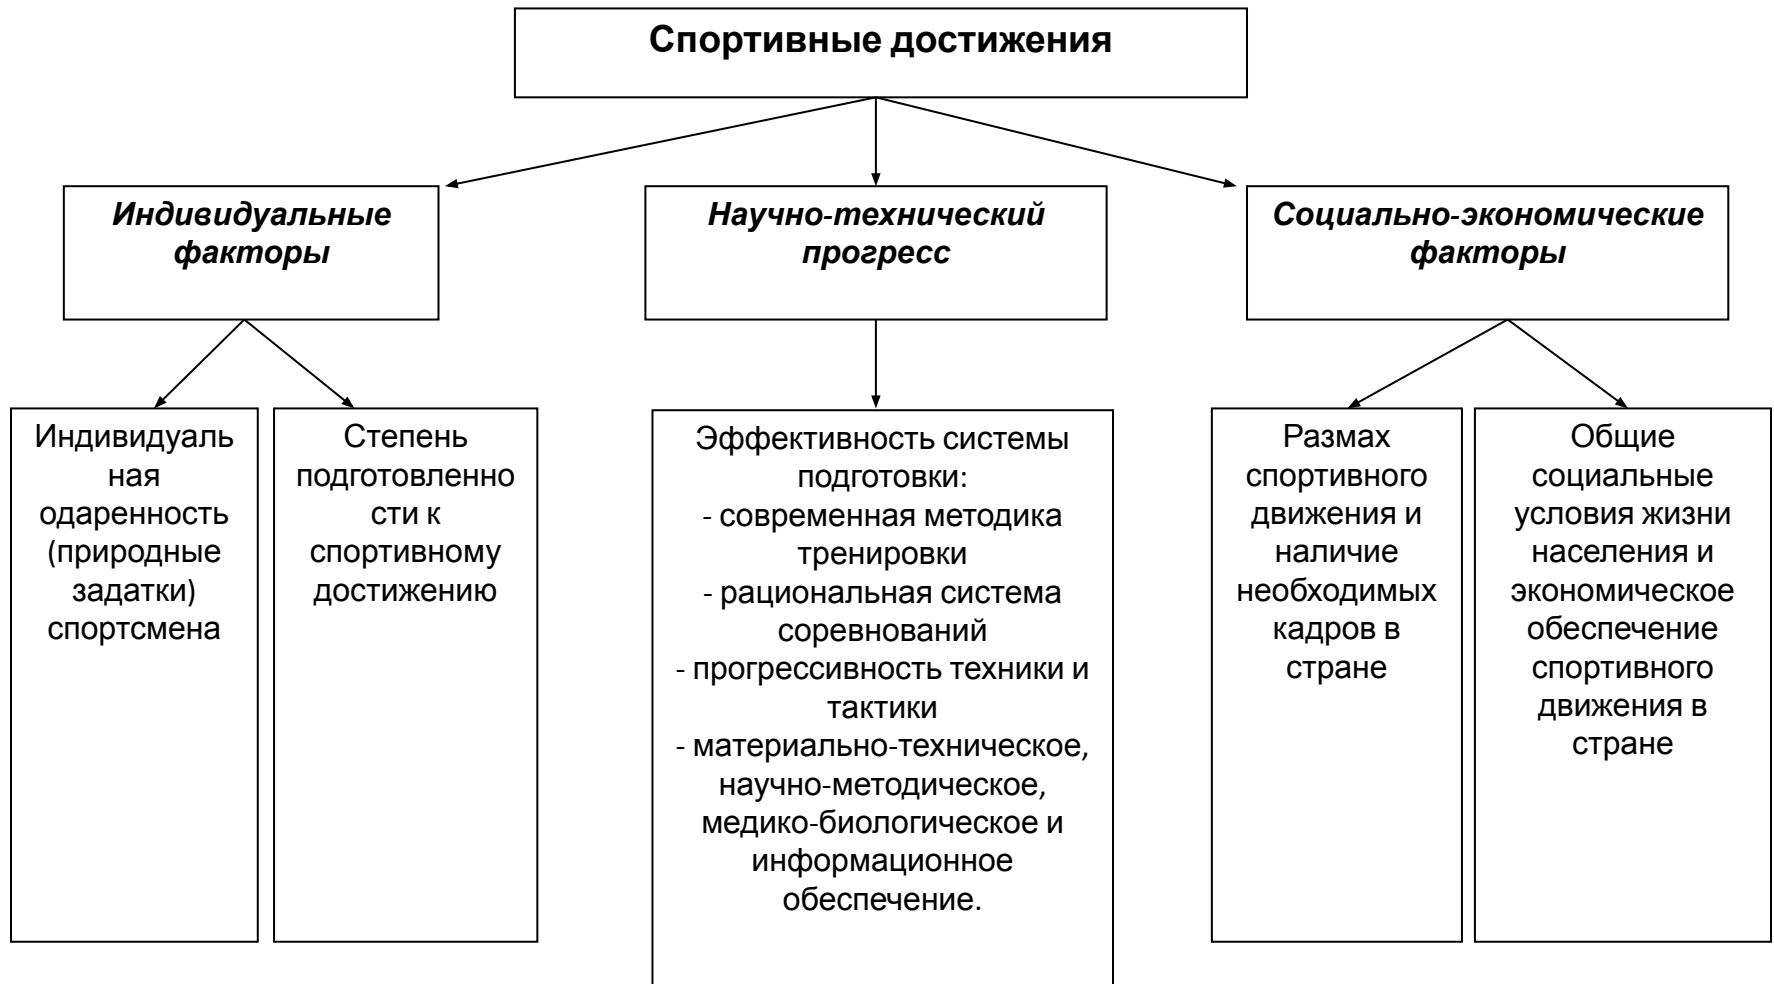 Спортивные достижения
Индивидуальные
факторы
Научно-технический
прогресс
Социально-экономические
факторы
Индивидуаль
ная
одаренность
(природные
задатки)
спортсмена
Степень
подготовленно
сти к
спортивному
достижению
Эффективность системы
подготовки:
- современная методика
тренировки
- рациональная система
соревнований
- прогрессивность техники и
тактики
- материально-техническое,
научно-методическое,
медико-биологическое и
информационное
обеспечение.
Размах
спортивного
движения и
наличие
необходимых
кадров в
стране
Общие
социальные
условия жизни
населения и
экономическое
обеспечение
спортивного
движения в
стране